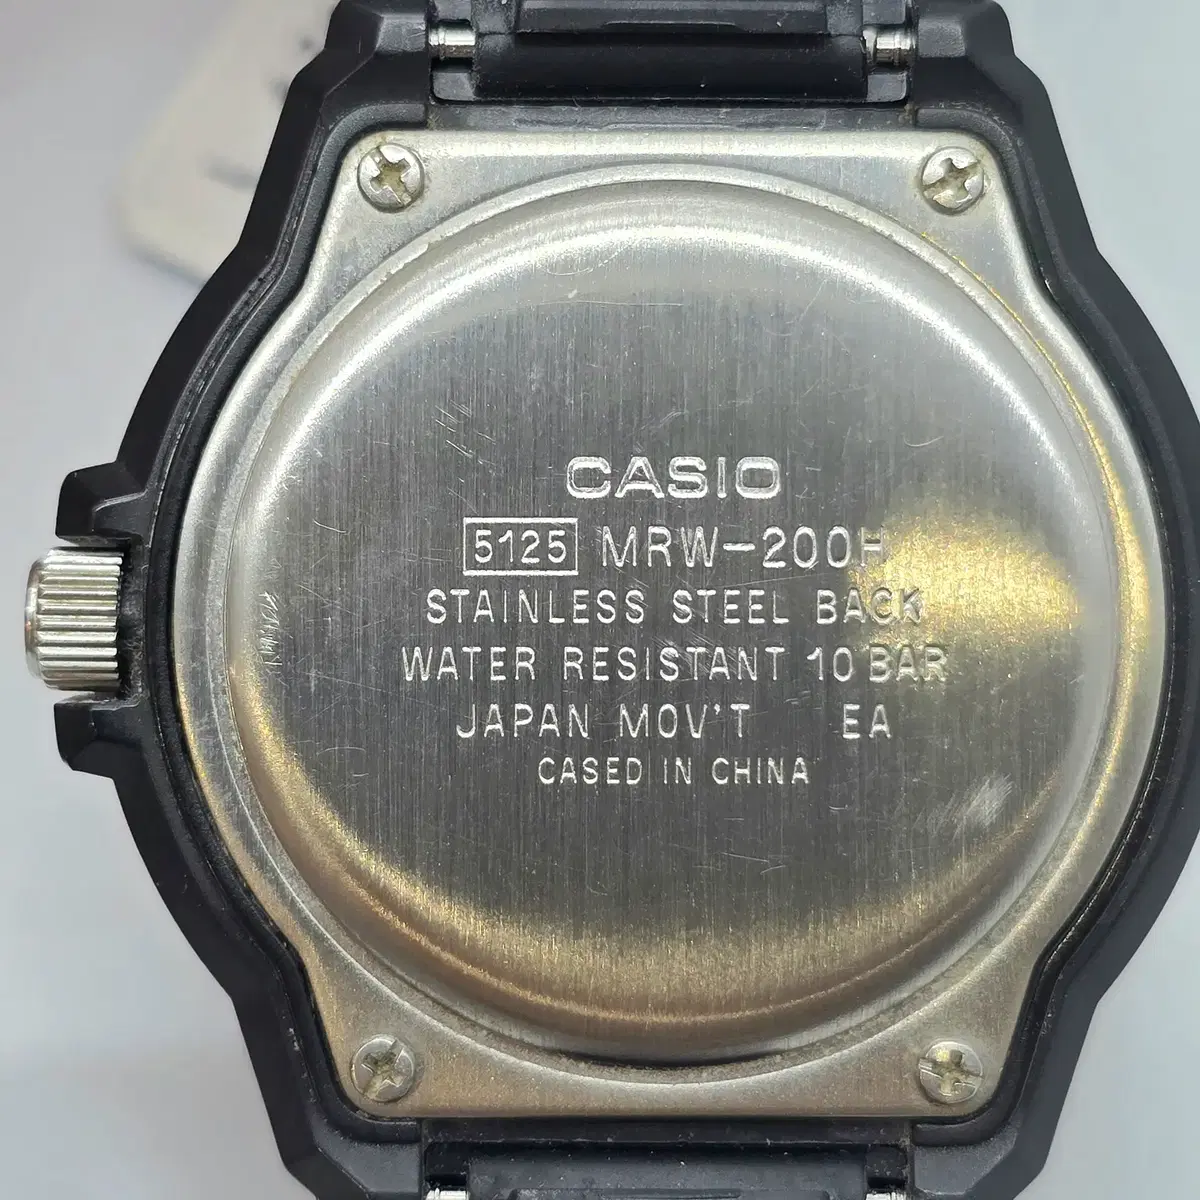 CASIO
5125 MRW-200H
STAINLESS STEEL BACK
WATER RESISTANT 10 BAR
JAPAN MOV'T EA
CASED IN CHINA